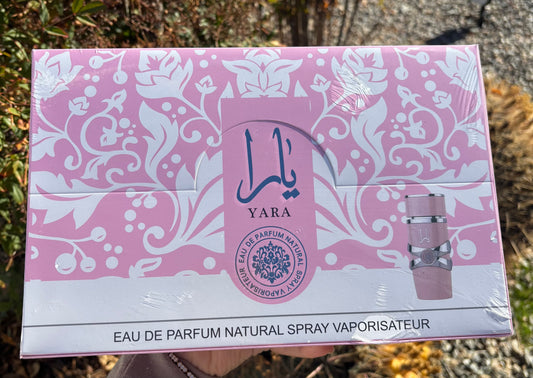 يارا
YARA
EAU DE PARFUM NATURAL
SPRAY VAPORISATEUR
EAU DE PARFUM NATURAL SPRAY VAPORISATEUR